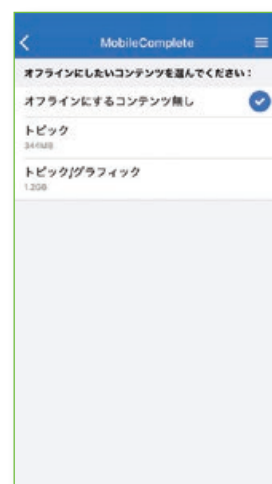 MobileComplete
オフラインにしたいコンテンツを選んでください：
オフラインにするコンテンツ無し
トピック
344MB
トピック/グラフィック
1.2GB